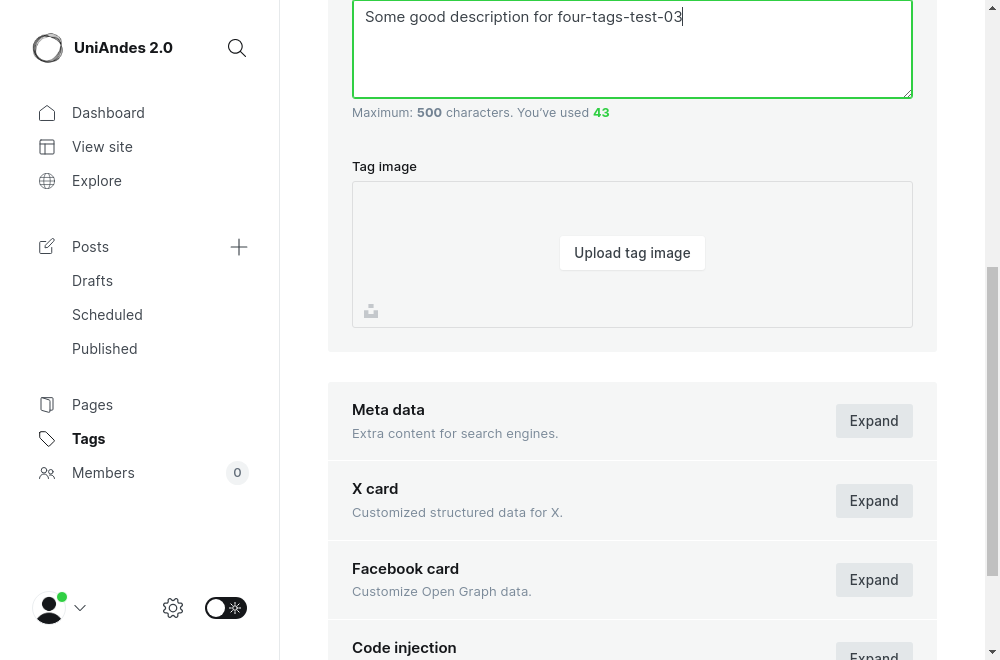 UniAndes 2.0
Dashboard
View site
Explore
Posts
Drafts
Scheduled
Published
Pages
Tags
Members
0
Some good description for four-tags-test-03
Maximum: 500 characters. You’ve used 43
Tag image
Upload tag image
Meta data
Extra content for search engines.
Expand
X card
Customized structured data for X.
Expand
Facebook card
Customize Open Graph data.
Expand
Code injection
Expand